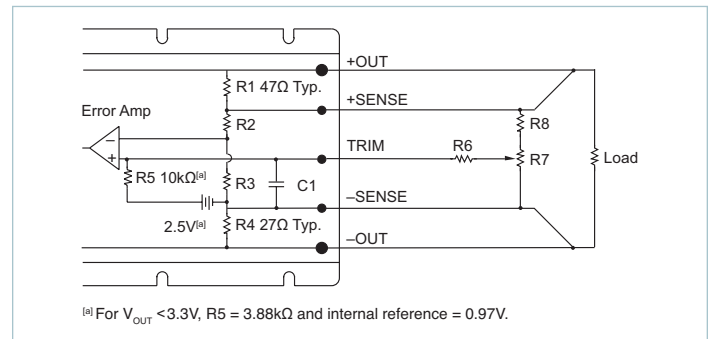 +OUT
R1 47Ω Typ.
+SENSE
Error Amp
R2
R8
–
TRIM
R6
+
R7
Load
R5 10kΩ[a]
R3
C1
–SENSE
2.5V[a]
R4 27Ω Typ.
–OUT
[a] For VOUT <3.3V, R5 = 3.88kΩ and internal reference = 0.97V.